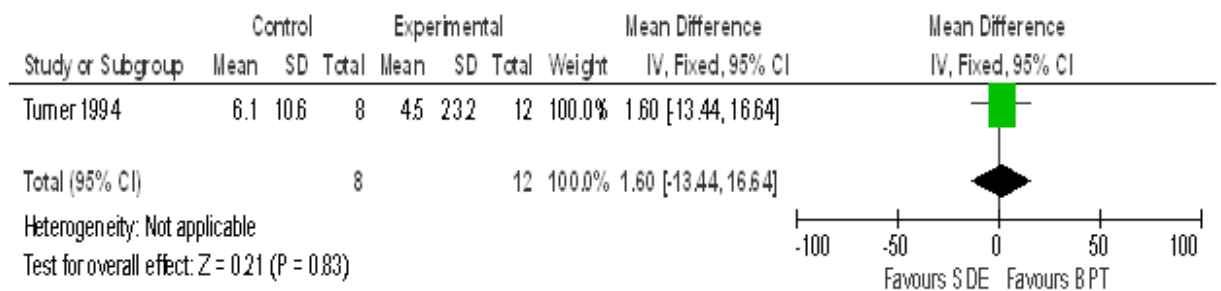 Control Experimental Mean Difference Mean Difference
Study or Subgroup Mean SD Total Mean SD Total Weight IV, Fixed, 95% CI IV, Fixed, 95% CI
Turner 1994 6.1 10.6 8 4.5 23.2 12 100.0% 1.60 [-13.44, 16.64]
Total (95% CI) 8 12 100.0% 1.60 [-13.44, 16.64]
Heterogeneity: Not applicable
Test for overall effect: Z = 0.21 (P = 0.83)
-100 -50 0 50 100
Favours SDE Favours BPT